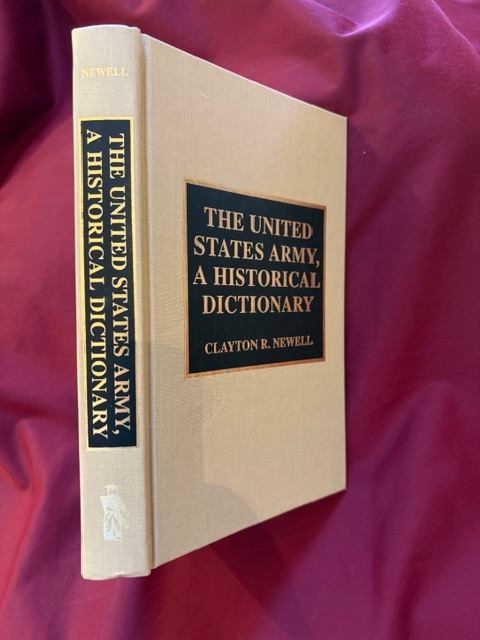 NEWELL
THE UNITED STATES ARMY,
A HISTORICAL DICTIONARY
THE UNITED
STATES ARMY,
A HISTORICAL
DICTIONARY
CLAYTON R. NEWELL